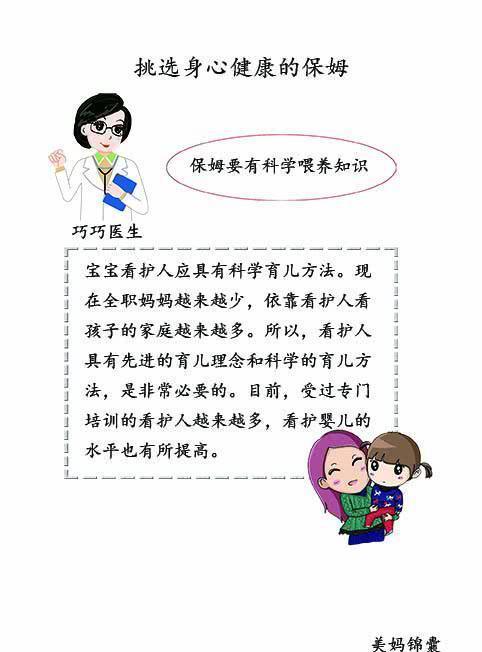 挑选身心健康的保姆
保姆要有科学喂养知识
巧巧医生
宝宝看护人应具有科学育儿方法。现
在全职妈妈越来越少，依靠看护人看
孩子的家庭越来越多。所以，看护人
具有先进的育儿理念和科学的育儿方
法，是非常必要的。目前，受过专门
培训的看护人越来越多，看护婴儿的
水平也有所提高。
美妈锦囊